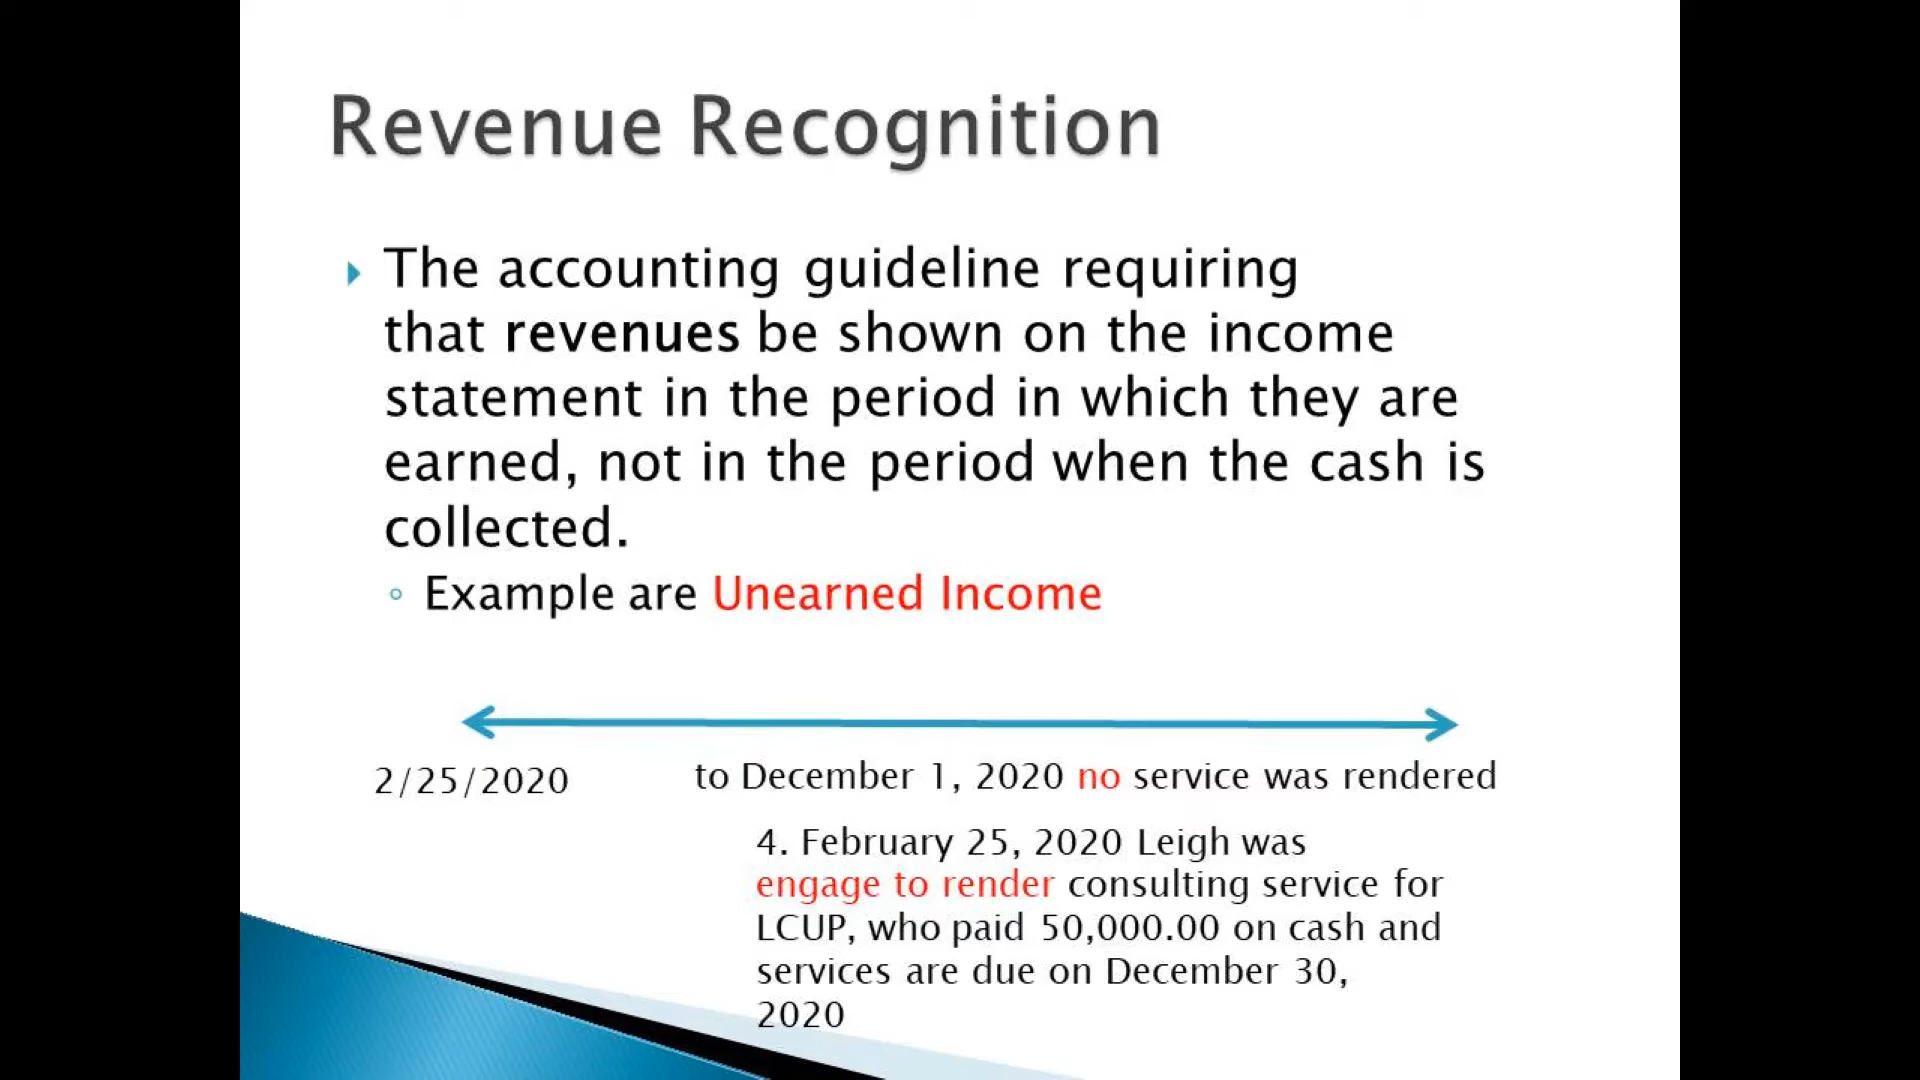 Revenue Recognition
The accounting guideline requiring
that revenues be shown on the income
statement in the period in which they are
earned, not in the period when the cash is
collected.
Example are Unearned Income
2/25/2020
to December 1, 2020 no service was rendered
4. February 25, 2020 Leigh was
engage to render consulting service for
LCUP, who paid 50,000.00 on cash and
services are due on December 30,
2020